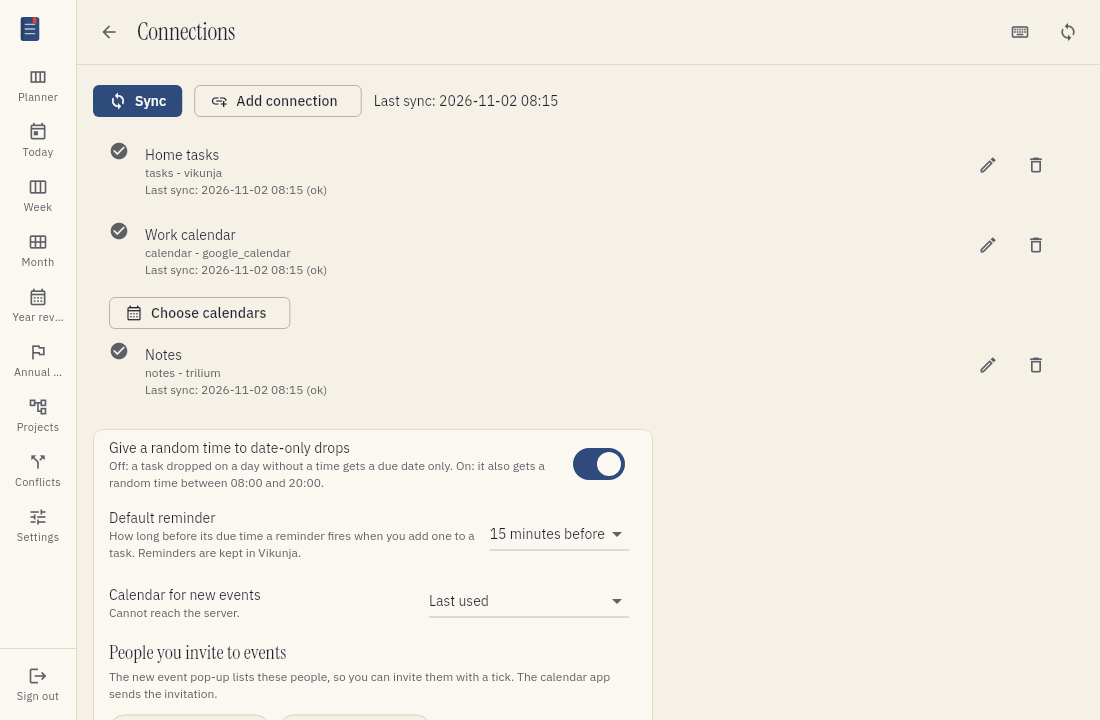 Connections
Planner
Today
Week
Month
Year rev...
Annual ...
Projects
Conflicts
Settings
Sign out
Sync
Add connection
Last sync: 2026-11-02 08:15
Home tasks
tasks - vikunja
Last sync: 2026-11-02 08:15 (ok)
Work calendar
calendar - google_calendar
Last sync: 2026-11-02 08:15 (ok)
Choose calendars
Notes
notes - trilium
Last sync: 2026-11-02 08:15 (ok)
Give a random time to date-only drops
Off: a task dropped on a day without a time gets a due date only. On: it also gets a
random time between 08:00 and 20:00.
Default reminder
How long before its due time a reminder fires when you add one to a
task. Reminders are kept in Vikunja.
15 minutes before
Calendar for new events
Cannot reach the server.
Last used
People you invite to events
The new event pop-up lists these people, so you can invite them with a tick. The calendar app
sends the invitation.